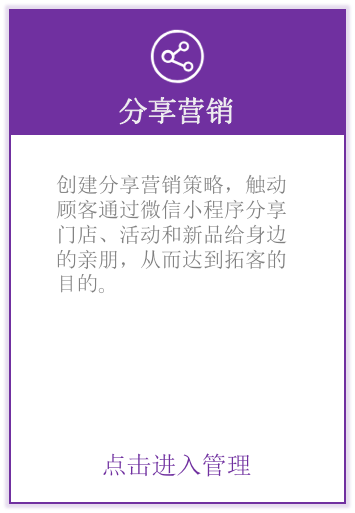 分享营销
创建分享营销策略，触动
顾客通过微信小程序分享
门店、活动和新品给身边
的亲朋，从而达到拓客的
目的。
点击进入管理